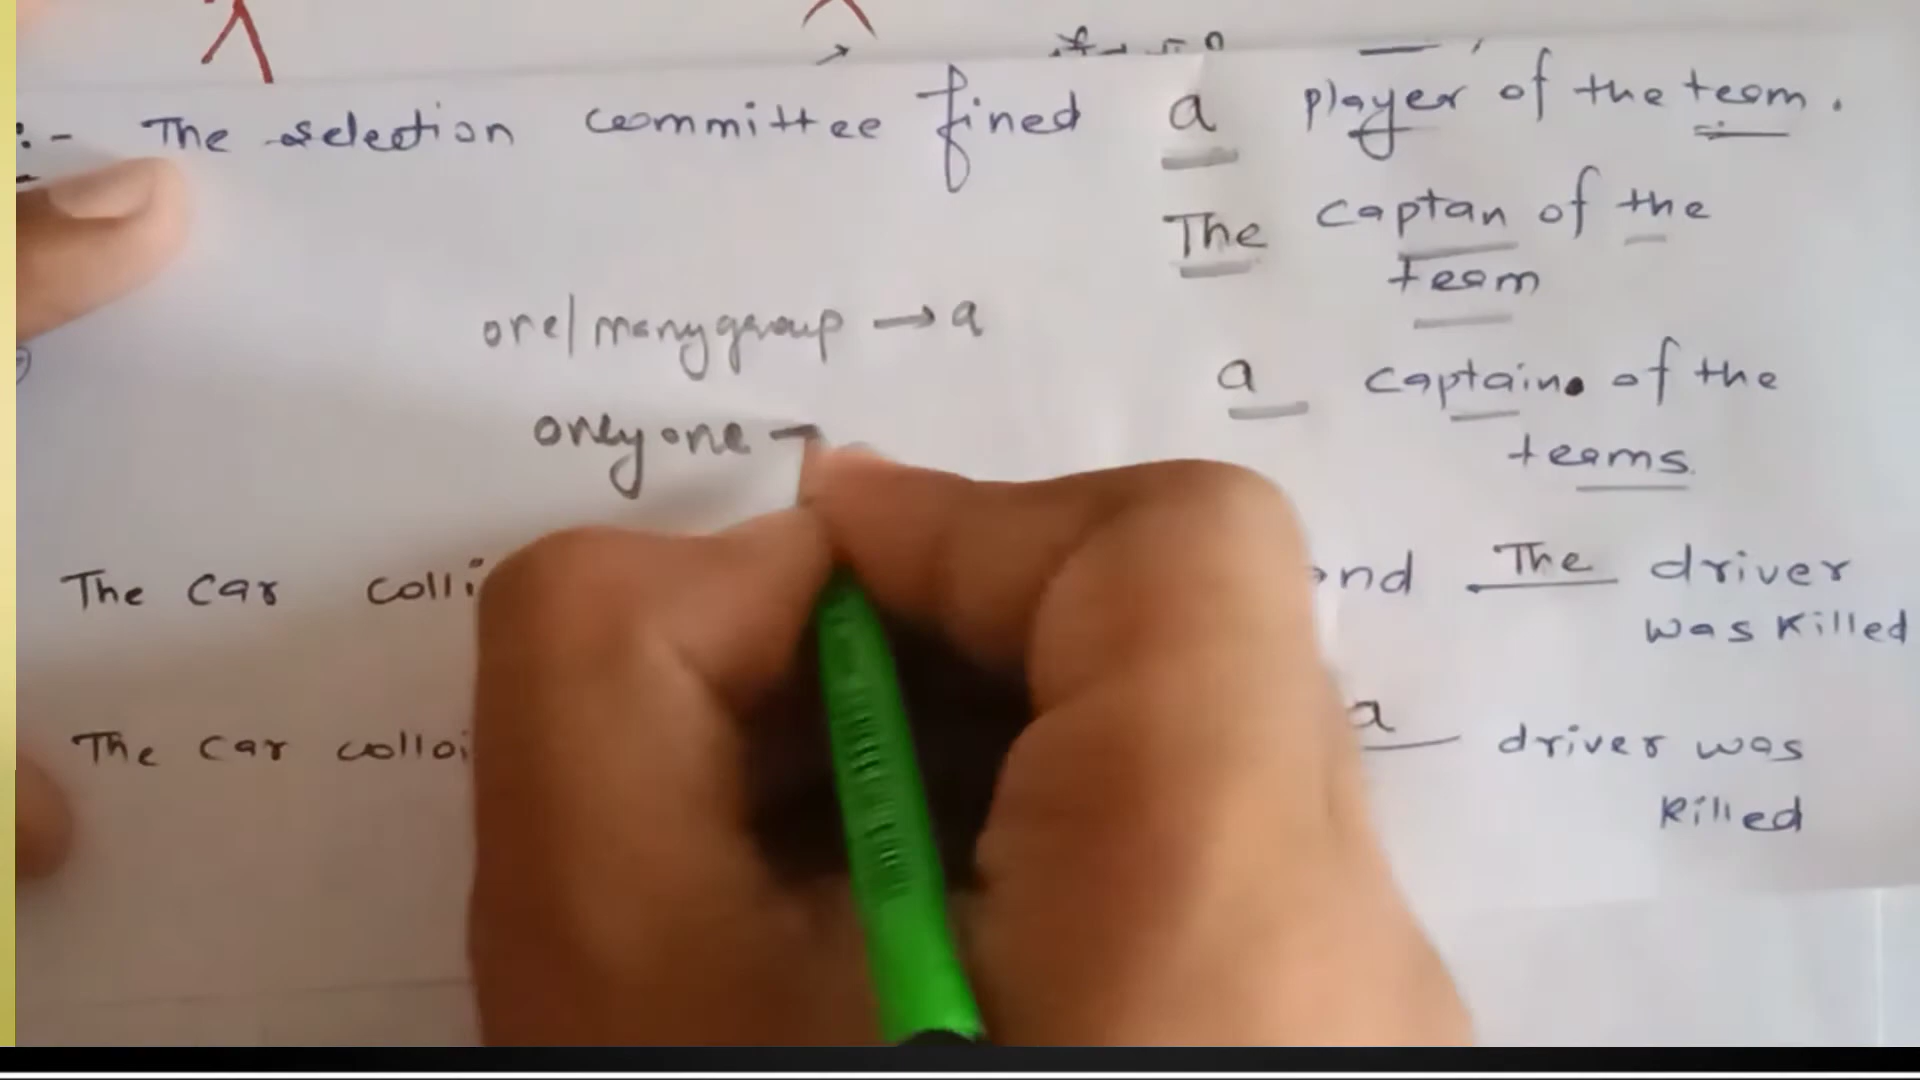 The selection committee fined a player of the team.
The captan of the
team
one/many group → a
a captain. of the
only one
teams.
The car colli
and The driver
was killed
The car colloi
a driver was
killed